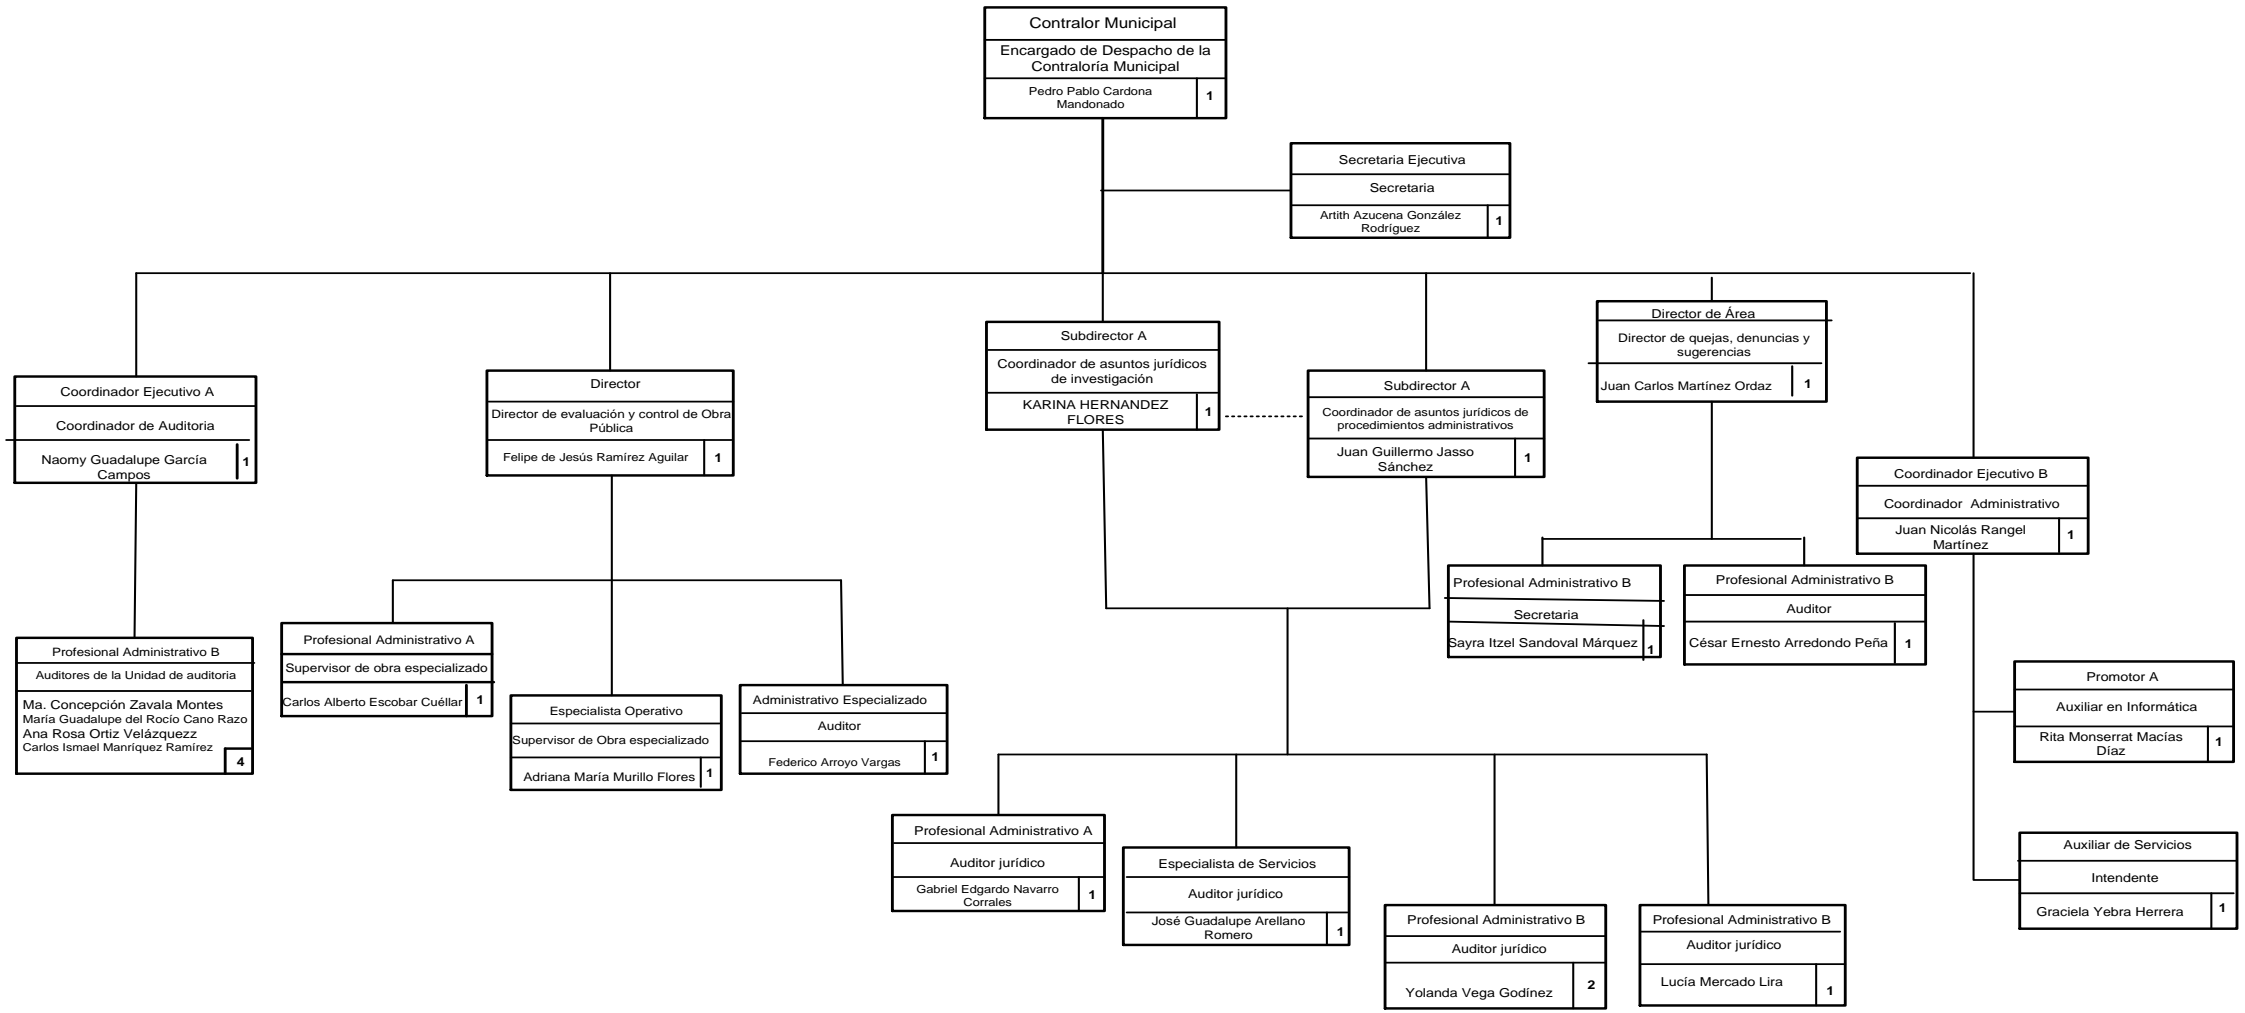 Contralor Municipal
Encargado de Despacho de la
Contraloría Municipal
Pedro Pablo Cardona
Mandonado
1
Secretaria Ejecutiva
Secretaria
Artith Azucena González
Rodríguez
1
Coordinador Ejecutivo A
Coordinador de Auditoria
Naomy Guadalupe García
Campos
1
Director
Director de evaluación y control de Obra
Pública
Felipe de Jesús Ramírez Aguilar
1
Subdirector A
Coordinador de asuntos jurídicos
de investigación
KARINA HERNANDEZ
FLORES
1
Subdirector A
Coordinador de asuntos jurídicos de
procedimientos administrativos
Juan Guillermo Jasso
Sánchez
1
Director de Área
Director de quejas, denuncias y
sugerencias
Juan Carlos Martínez Ordaz
1
Coordinador Ejecutivo B
Coordinador Administrativo
Juan Nicolás Rangel
Martínez
1
Profesional Administrativo B
Auditores de la Unidad de auditoria
Ma. Concepción Zavala Montes
María Guadalupe del Rocío Cano Razo
Ana Rosa Ortiz Velázquezz
Carlos Ismael Manríquez Ramírez
4
Profesional Administrativo A
Supervisor de obra especializado
Carlos Alberto Escobar Cuéllar
1
Especialista Operativo
Supervisor de Obra especializado
Adriana María Murillo Flores
1
Administrativo Especializado
Auditor
Federico Arroyo Vargas
1
Profesional Administrativo B
Secretaria
Sayra Itzel Sandoval Márquez
1
Profesional Administrativo B
Auditor
César Ernesto Arredondo Peña
1
Promotor A
Auxiliar en Informática
Rita Monserrat Macías
Díaz
1
Auxiliar de Servicios
Intendente
Graciela Yebra Herrera
1
Profesional Administrativo A
Auditor jurídico
Gabriel Edgardo Navarro
Corrales
1
Especialista de Servicios
Auditor jurídico
José Guadalupe Arellano
Romero
1
Profesional Administrativo B
Auditor jurídico
Yolanda Vega Godínez
2
Profesional Administrativo B
Auditor jurídico
Lucía Mercado Lira
1